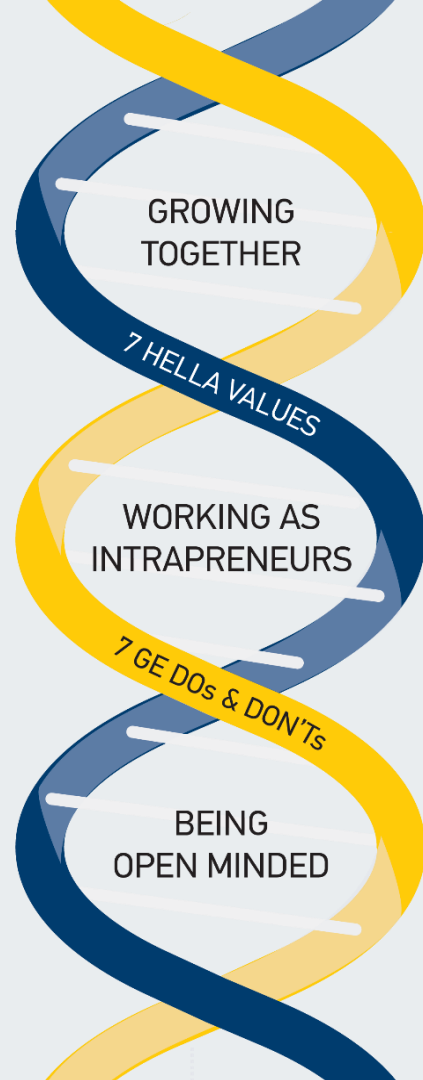 GROWING
TOGETHER
7 HELLA VALUES
WORKING AS
INTRAPRENEURS
7 GE DOs & DON'Ts
BEING
OPEN MINDED